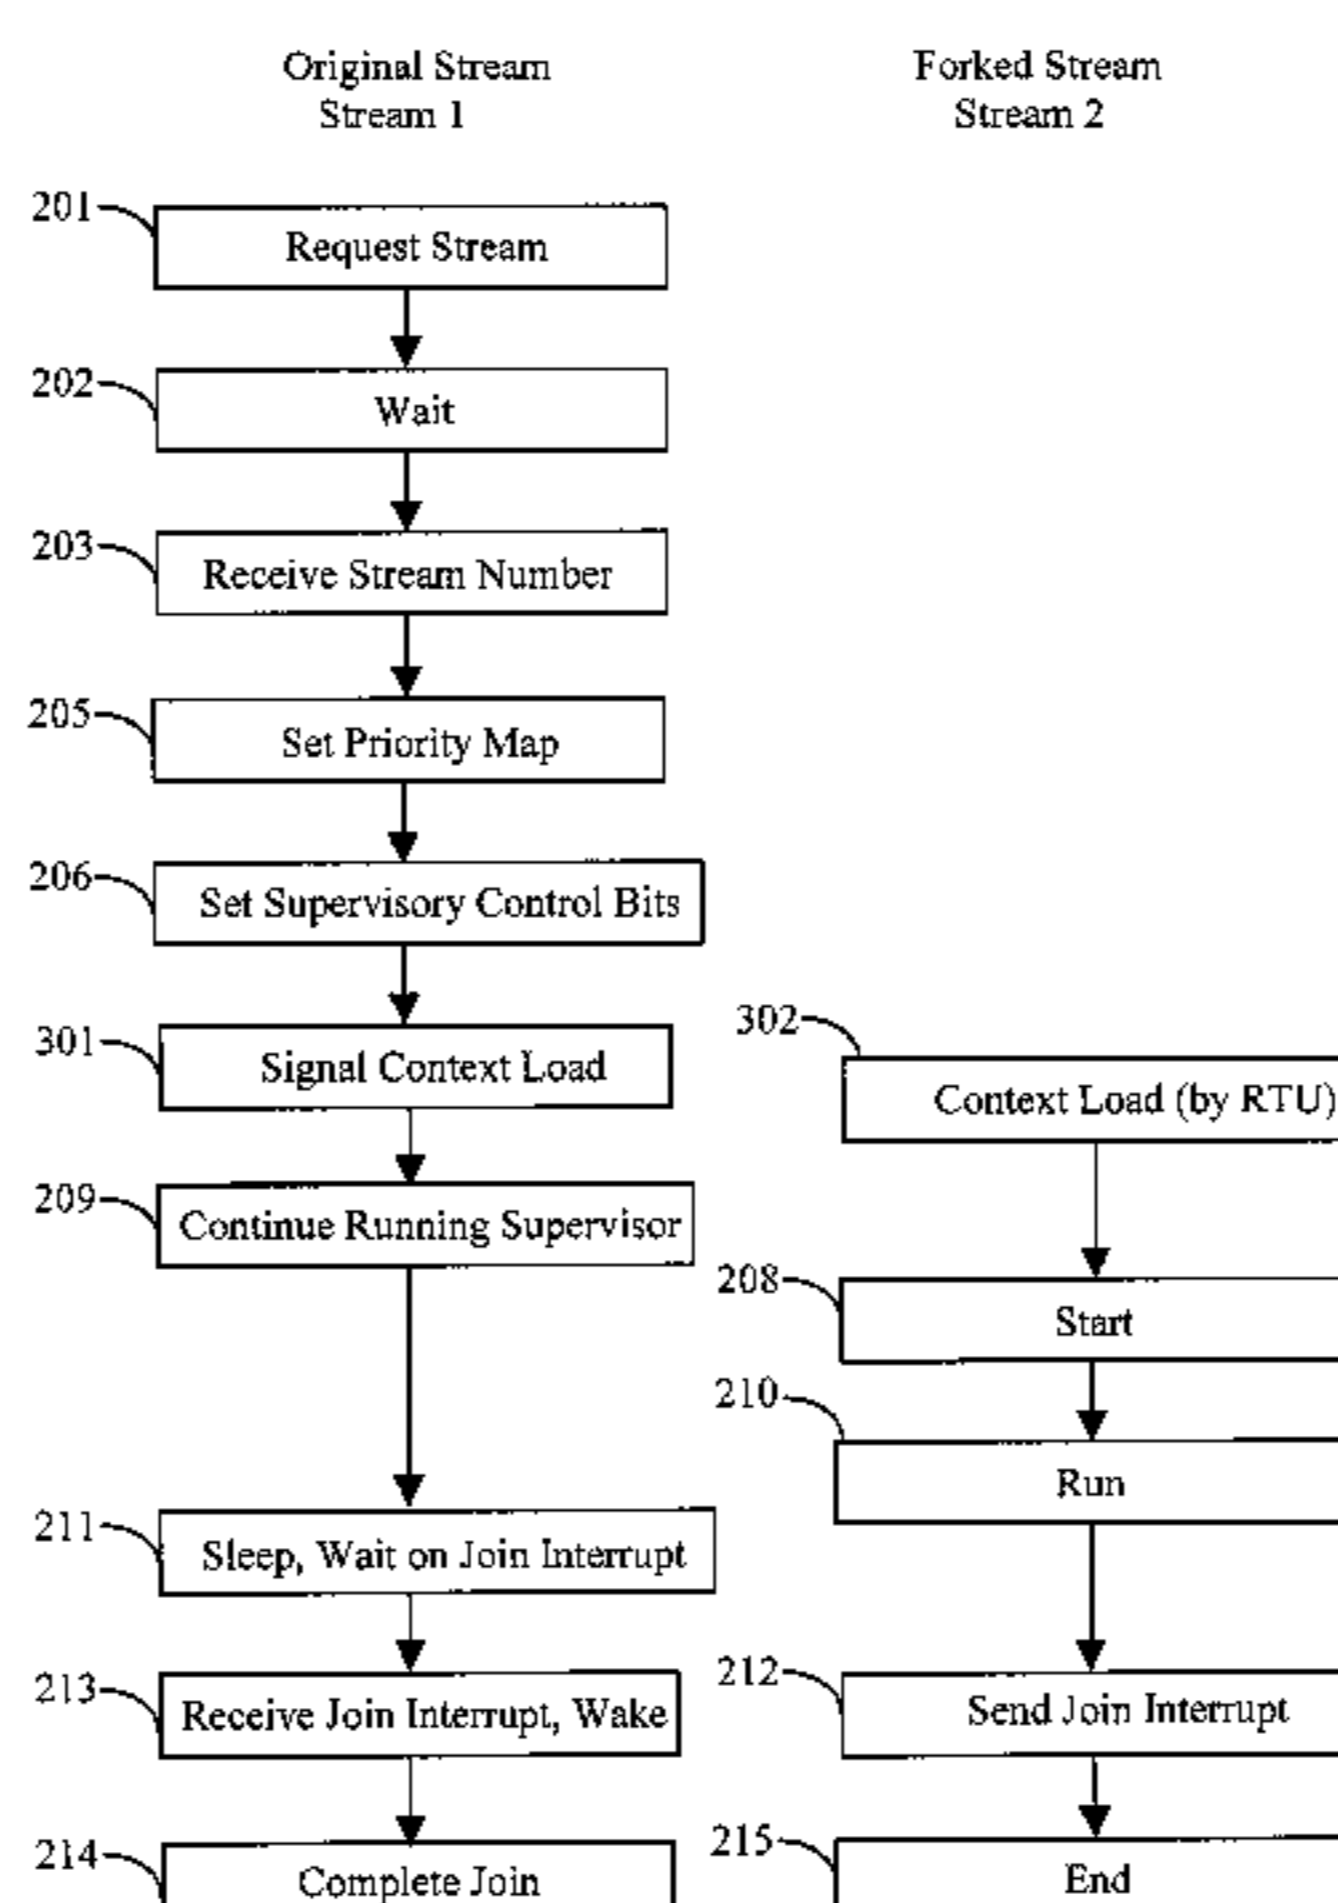 Original Stream
Stream 1
Forked Stream
Stream 2
201
Request Stream
202
Wait
203
Receive Stream Number
205
Set Priority Map
206
Set Supervisory Control Bits
301
Signal Context Load
302
Context Load (by RTU)
209
Continue Running Supervisor
208
Start
210
Run
211
Sleep, Wait on Join Interrupt
213
Receive Join Interrupt, Wake
212
Send Join Interrupt
214
Complete Join
215
End